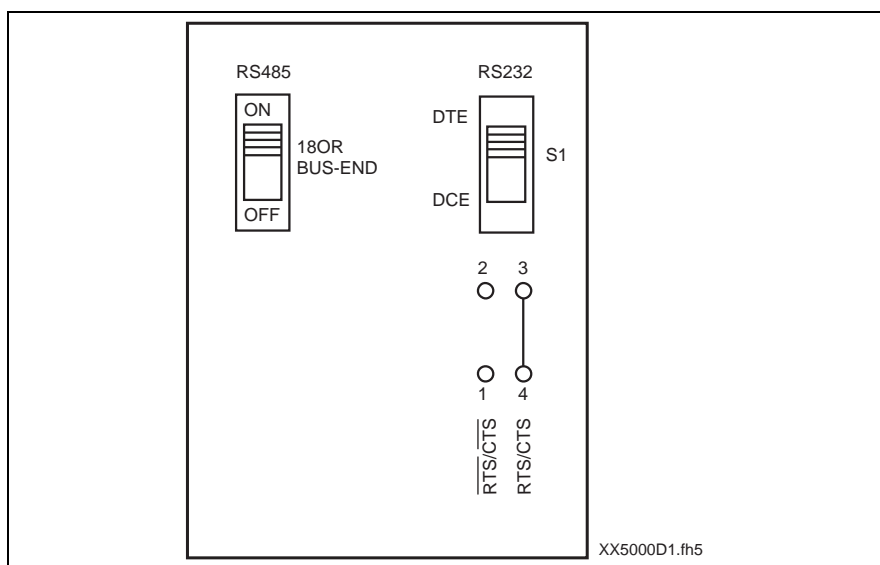 RS485
RS232
ON
DTE
18OR
BUS-END
S1
DCE
OFF
2 3
1 4
RTS/CTS
RTS/CTS
XX5000D1.fh5